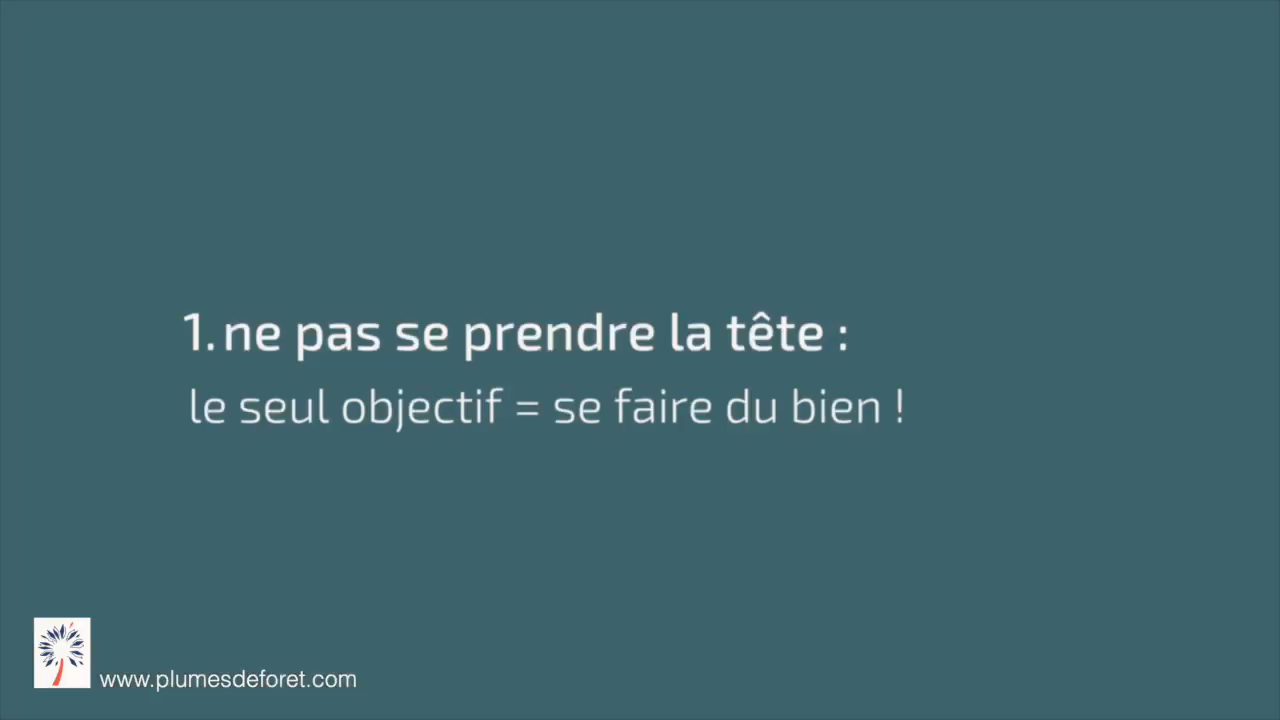 1. ne pas se prendre la tête :
le seul objectif = se faire du bien !
www.plumesdeforet.com